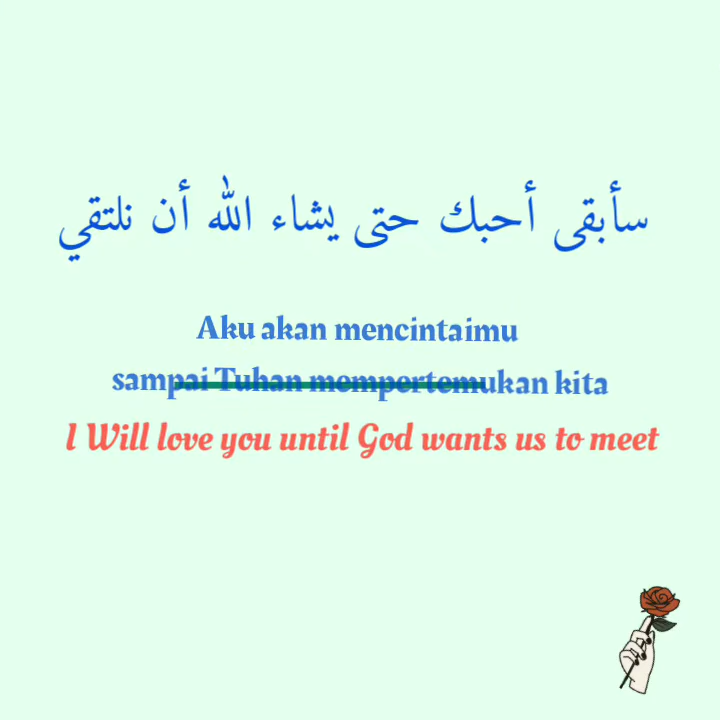 سأبقى أحبك حتى يشاء الله أن نلتقي
Aku akan mencintaimu
sampai Tuhan mempertemukan kita
I Will love you until God wants us to meet